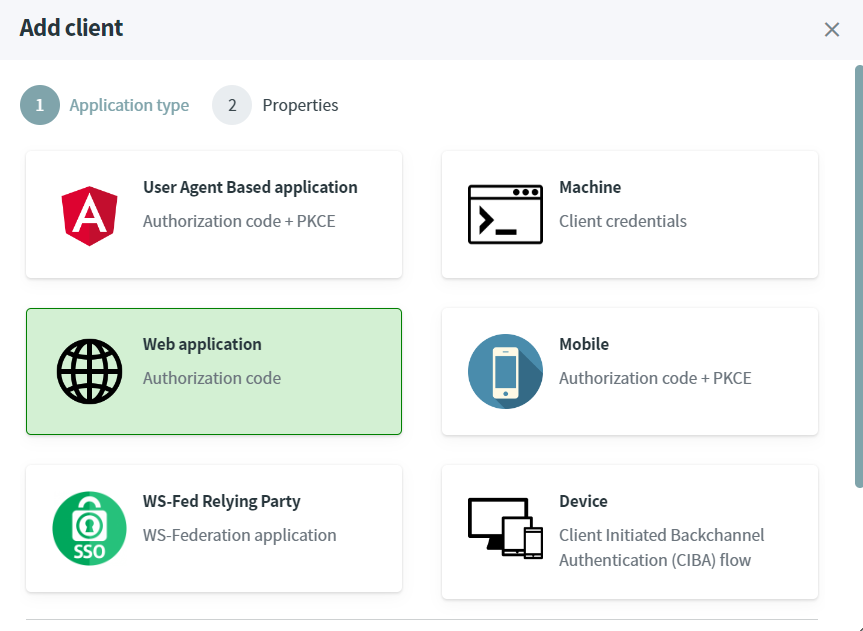 Add client
1 Application type 2 Properties
User Agent Based application
Authorization code + PKCE
Machine
Client credentials
Web application
Authorization code
Mobile
Authorization code + PKCE
SSO
WS-Fed Relying Party
WS-Federation application
Device
Client Initiated Backchannel
Authentication (CIBA) flow